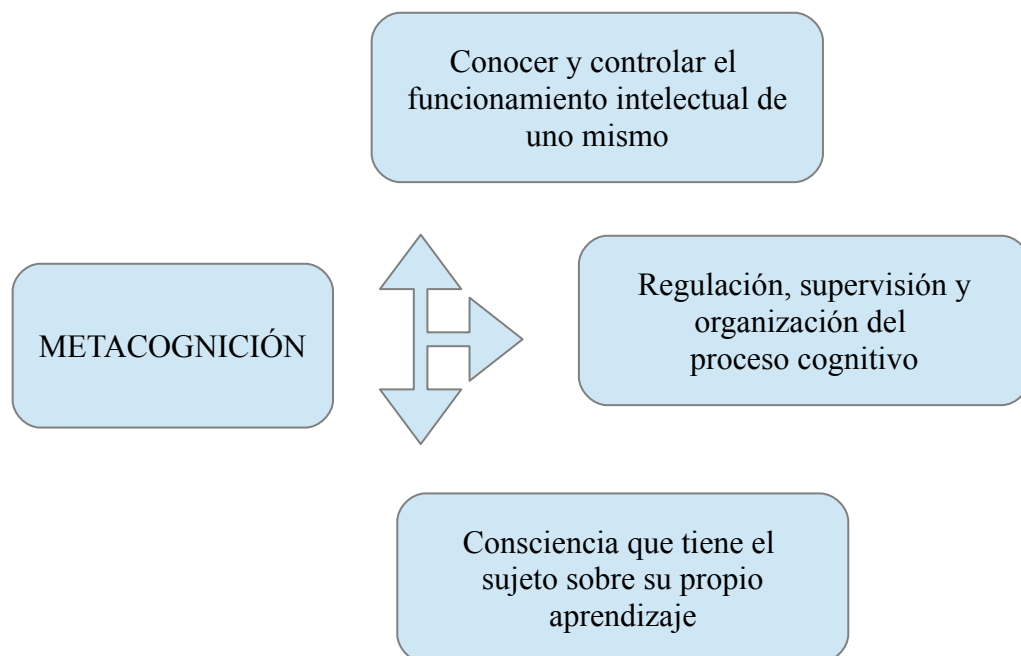 Conocer y controlar el
funcionamiento intelectual de
uno mismo
METACOGNICIÓN
Regulación, supervisión y
organización del
proceso cognitivo
Consciencia que tiene el
sujeto sobre su propio
aprendizaje